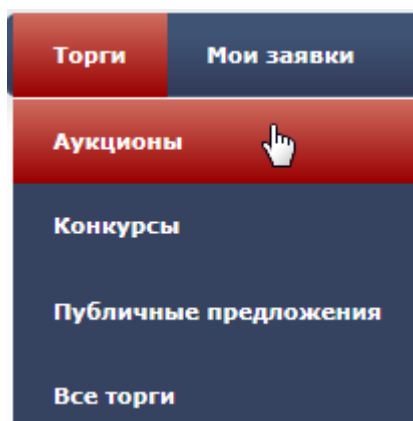 Торги Мои заявки
Аукционы
Конкурсы
Публичные предложения
Все торги